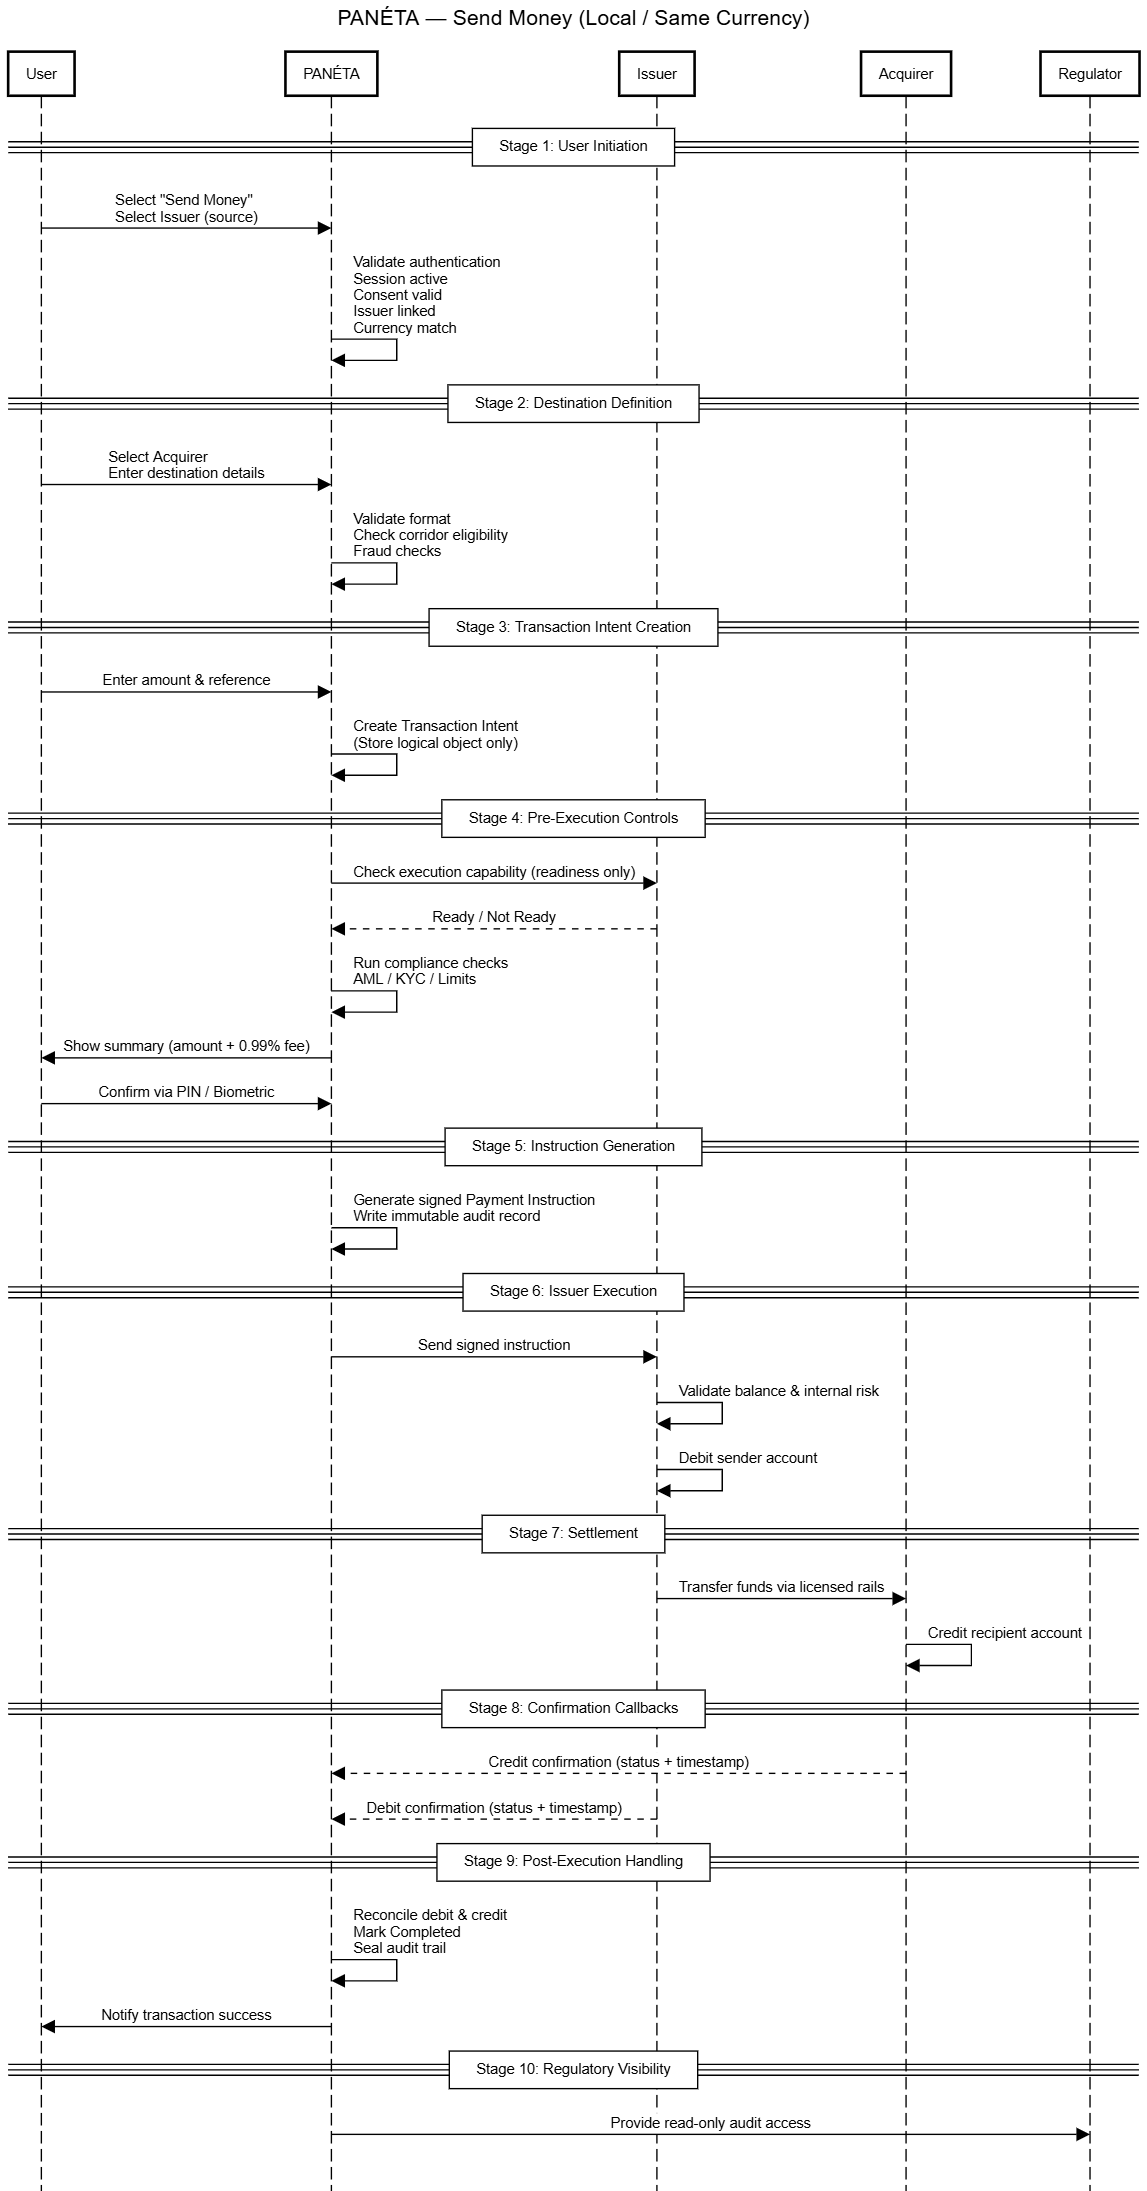 PANÉTA — Send Money (Local / Same Currency)
User
PANÉTA
Issuer
Acquirer
Regulator
Stage 1: User Initiation
Select "Send Money"
Select Issuer (source)
Validate authentication
Session active
Consent valid
Issuer linked
Currency match
Stage 2: Destination Definition
Select Acquirer
Enter destination details
Validate format
Check corridor eligibility
Fraud checks
Stage 3: Transaction Intent Creation
Enter amount & reference
Create Transaction Intent
(Store logical object only)
Stage 4: Pre-Execution Controls
Check execution capability (readiness only)
Ready / Not Ready
Run compliance checks
AML / KYC / Limits
Show summary (amount + 0.99% fee)
Confirm via PIN / Biometric
Stage 5: Instruction Generation
Generate signed Payment Instruction
Write immutable audit record
Stage 6: Issuer Execution
Send signed instruction
Validate balance & internal risk
Debit sender account
Stage 7: Settlement
Transfer funds via licensed rails
Credit recipient account
Stage 8: Confirmation Callbacks
Credit confirmation (status + timestamp)
Debit confirmation (status + timestamp)
Stage 9: Post-Execution Handling
Reconcile debit & credit
Mark Completed
Seal audit trail
Notify transaction success
Stage 10: Regulatory Visibility
Provide read-only audit access